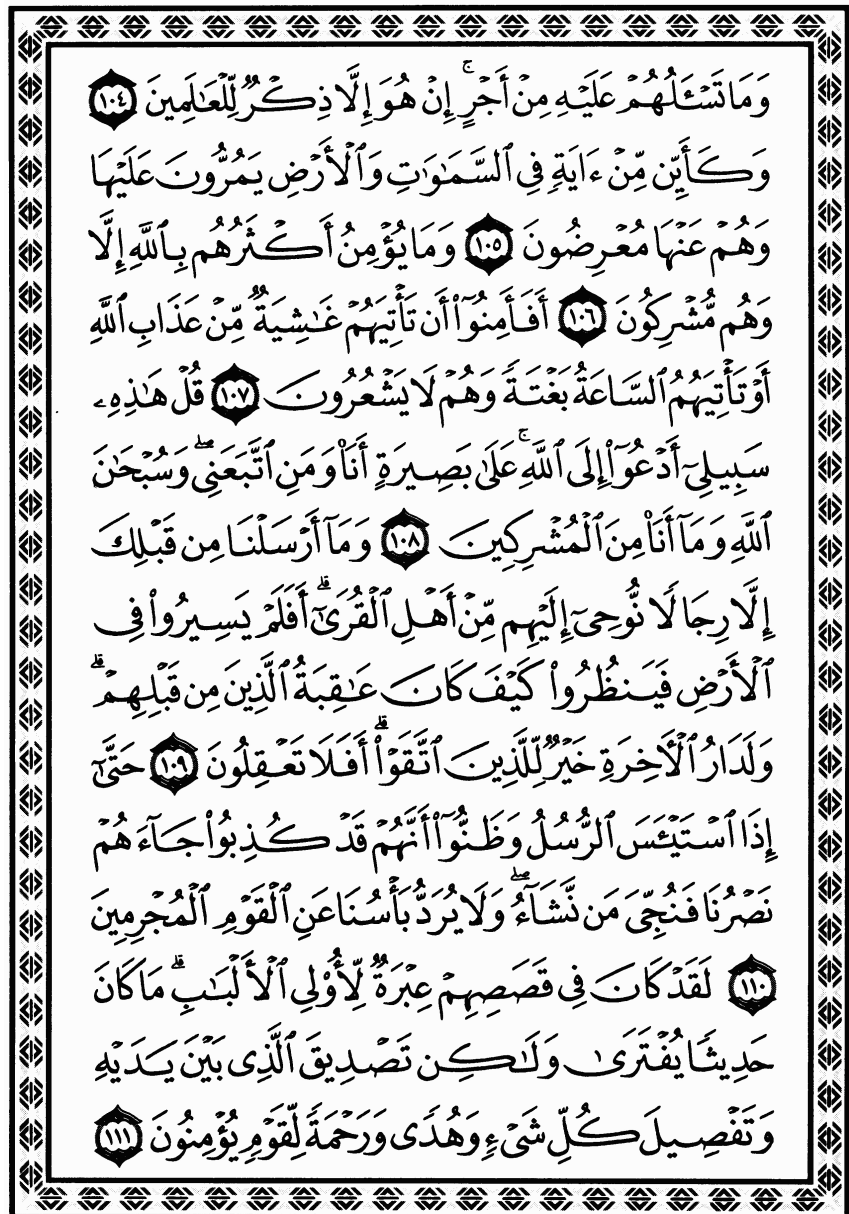 وَمَا تَسْـَٔلُهُمْ عَلَيْهِ مِنْ أَجْرٍ ۚ إِنْ هُوَ إِلَّا ذِكْرٌ لِّلْعَـٰلَمِينَ ١٠٤
وَكَأَيِّن مِّنْ ءَايَةٍ فِى ٱلسَّمَـٰوَٰتِ وَٱلْأَرْضِ يَمُرُّونَ عَلَيْهَا
وَهُمْ عَنْهَا مُعْرِضُونَ ١٠٥ وَمَا يُؤْمِنُ أَكْثَرُهُم بِٱللَّهِ إِلَّا
وَهُم مُّشْرِكُونَ ١٠٦ أَفَأَمِنُوٓا۟ أَن تَأْتِيَهُمْ غَـٰشِيَةٌ مِّنْ عَذَابِ ٱللَّهِ
أَوْ تَأْتِيَهُمُ ٱلسَّاعَةُ بَغْتَةً وَهُمْ لَا يَشْعُرُونَ ١٠٧ قُلْ هَـٰذِهِۦ
سَبِيلِىٓ أَدْعُوٓا۟ إِلَى ٱللَّهِ ۚ عَلَىٰ بَصِيرَةٍ أَنَا۠ وَمَنِ ٱتَّبَعَنِى ۖ وَسُبْحَـٰنَ
ٱللَّهِ وَمَآ أَنَا۠ مِنَ ٱلْمُشْرِكِينَ ١٠٨ وَمَآ أَرْسَلْنَا مِن قَبْلِكَ
إِلَّا رِجَالًا نُّوحِىٓ إِلَيْهِم مِّنْ أَهْلِ ٱلْقُرَىٰٓ ۗ أَفَلَمْ يَسِيرُوا۟ فِى
ٱلْأَرْضِ فَيَنظُرُوا۟ كَيْفَ كَانَ عَـٰقِبَةُ ٱلَّذِينَ مِن قَبْلِهِمْ ۗ
وَلَدَارُ ٱلْـَٔاخِرَةِ خَيْرٌ لِّلَّذِينَ ٱتَّقَوْا۟ ۗ أَفَلَا تَعْقِلُونَ ١٠٩ حَتَّىٰٓ
إِذَا ٱسْتَيْـَٔسَ ٱلرُّسُلُ وَظَنُّوٓا۟ أَنَّهُمْ قَدْ كُذِبُوا۟ جَآءَهُمْ
نَصْرُنَا فَنُجِّىَ مَن نَّشَآءُ ۖ وَلَا يُرَدُّ بَأْسُنَا عَنِ ٱلْقَوْمِ ٱلْمُجْرِمِينَ
١١٠ لَقَدْ كَانَ فِى قَصَصِهِمْ عِبْرَةٌ لِّأُو۟لِى ٱلْأَلْبَـٰبِ ۗ مَا كَانَ
حَدِيثًا يُفْتَرَىٰ وَلَـٰكِن تَصْدِيقَ ٱلَّذِى بَيْنَ يَدَيْهِ
وَتَفْصِيلَ كُلِّ شَىْءٍ وَهُدًى وَرَحْمَةً لِّقَوْمٍ يُؤْمِنُونَ ١١١